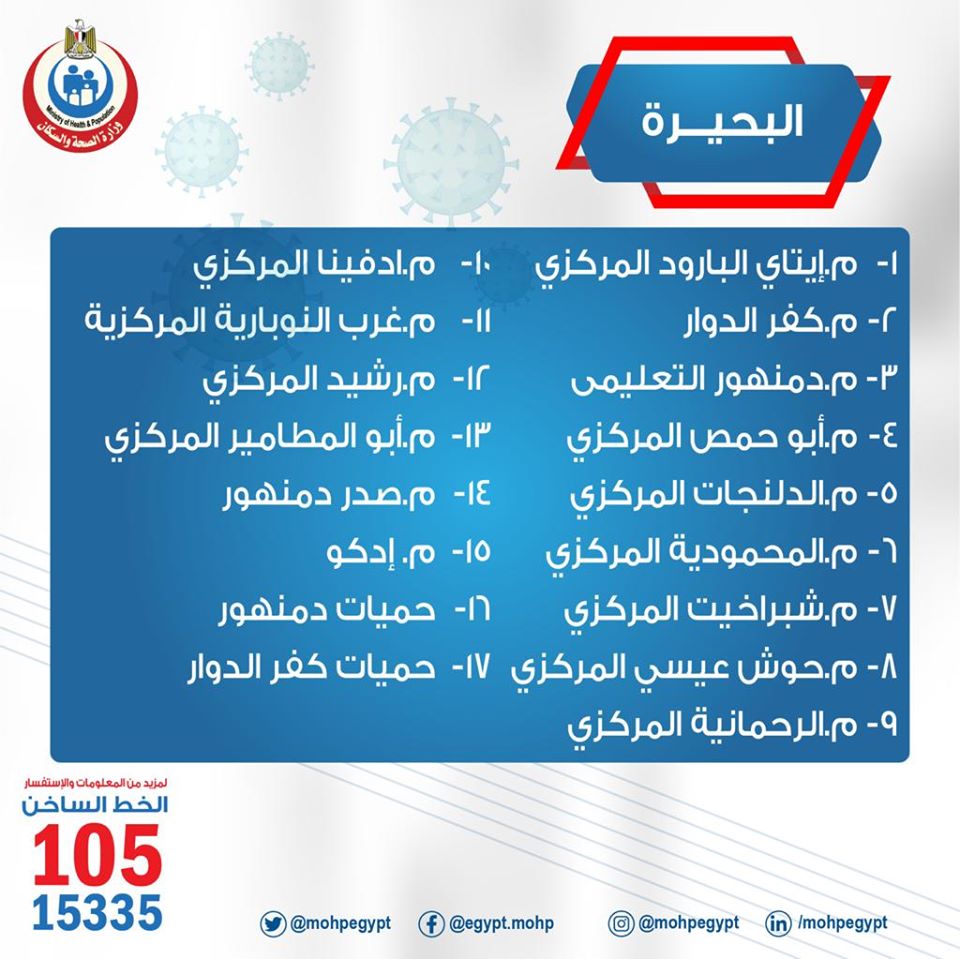 Ministry of Health & Population
وزارة الصحة والسكان
البحيـرة
١- م.إيتاي البارود المركزي
٢- م.كفر الدوار
٣- م.دمنهور التعليمى
٤- م.أبو حمص المركزي
٥- م.الدلنجات المركزي
٦- م.المحمودية المركزي
٧- م.شبراخيت المركزي
٨- م.حوش عيسي المركزي
٩- م.الرحمانية المركزي
١٠- م.ادفينا المركزي
١١- م.غرب النوبارية المركزية
١٢- م.رشيد المركزي
١٣- م.أبو المطامير المركزي
١٤- م.صدر دمنهور
١٥- م. إدكو
١٦- حميات دمنهور
١٧- حميات كفر الدوار
لمزيد من المعلومات والإستفسار
الخط الساخن
105
15335
@mohpegypt @egypt.mohp @mohpegypt /mohpegypt